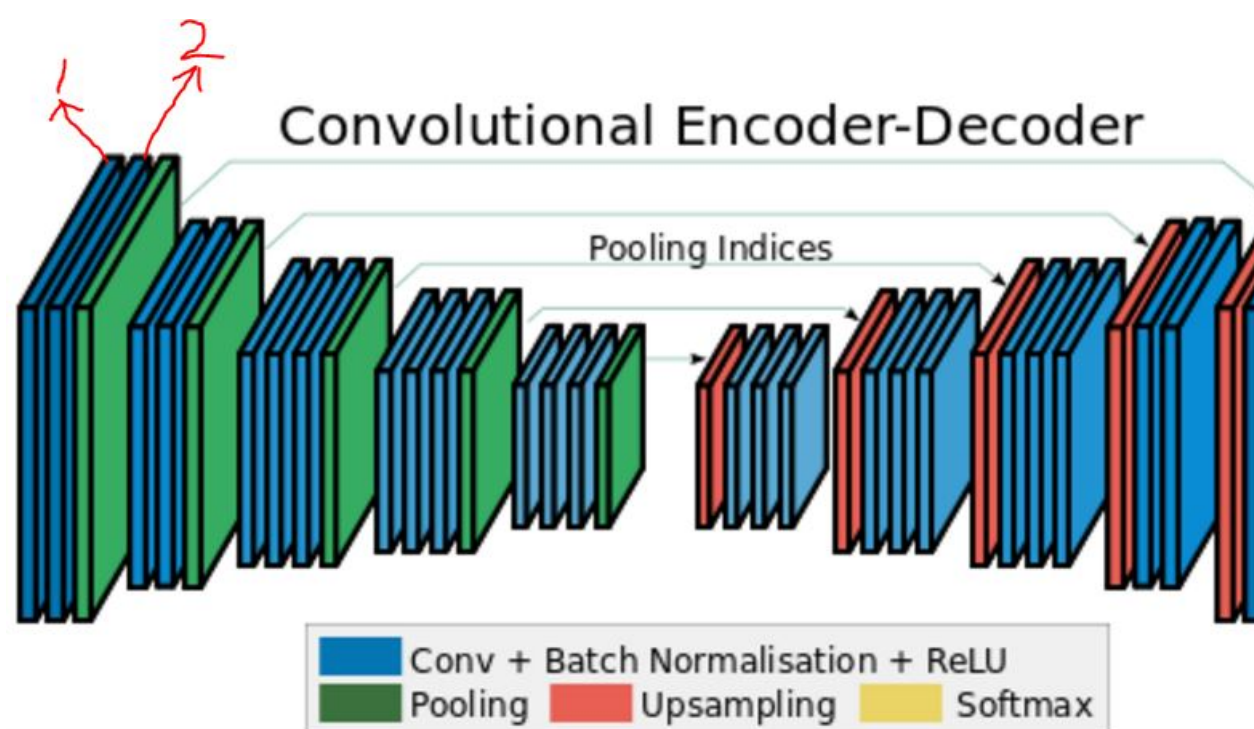 1
2
Convolutional Encoder-Decoder
Pooling Indices
Conv + Batch Normalisation + ReLU
Pooling Upsampling Softmax